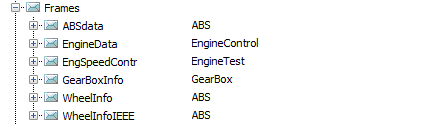 Frames
ABSdata ABS
EngineData EngineControl
EngSpeedContr EngineTest
GearBoxInfo GearBox
WheelInfo ABS
WheelInfoIEEE ABS